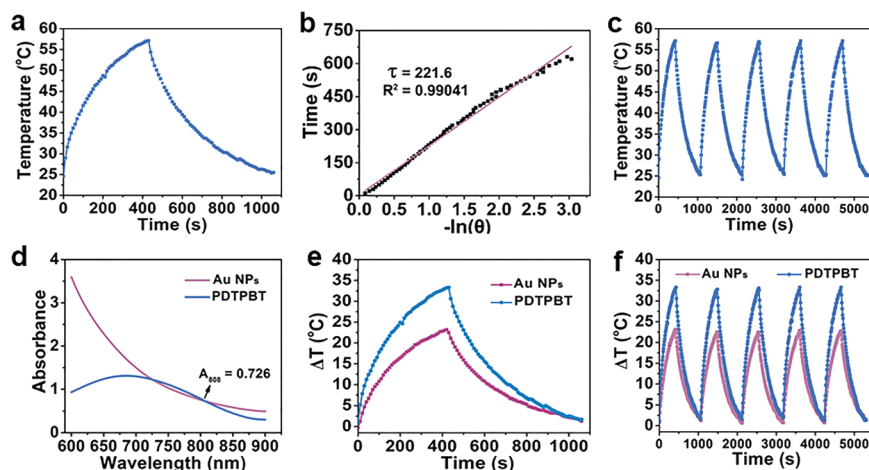 a
Temperature (°C)
60
55
50
45
40
35
30
25
20
0 200 400 600 800 1000
Time (s)
b
Time (s)
750
600
450
300
150
0
τ = 221.6
R² = 0.99041
0.0 0.5 1.0 1.5 2.0 2.5 3.0
-ln(θ)
c
Temperature (°C)
60
55
50
45
40
35
30
25
20
0 1000 2000 3000 4000 5000
Time (s)
d
Absorbance
4
3
2
1
0
Au NPs
PDTPBT
A808 = 0.726
600 650 700 750 800 850 900
Wavelength (nm)
e
ΔT (°C)
40
35
30
25
20
15
10
5
0
Au NPs
PDTPBT
0 200 400 600 800 1000
Time (s)
f
ΔT (°C)
40
35
30
25
20
15
10
5
0
Au NPs PDTPBT
0 1000 2000 3000 4000 5000
Time (s)